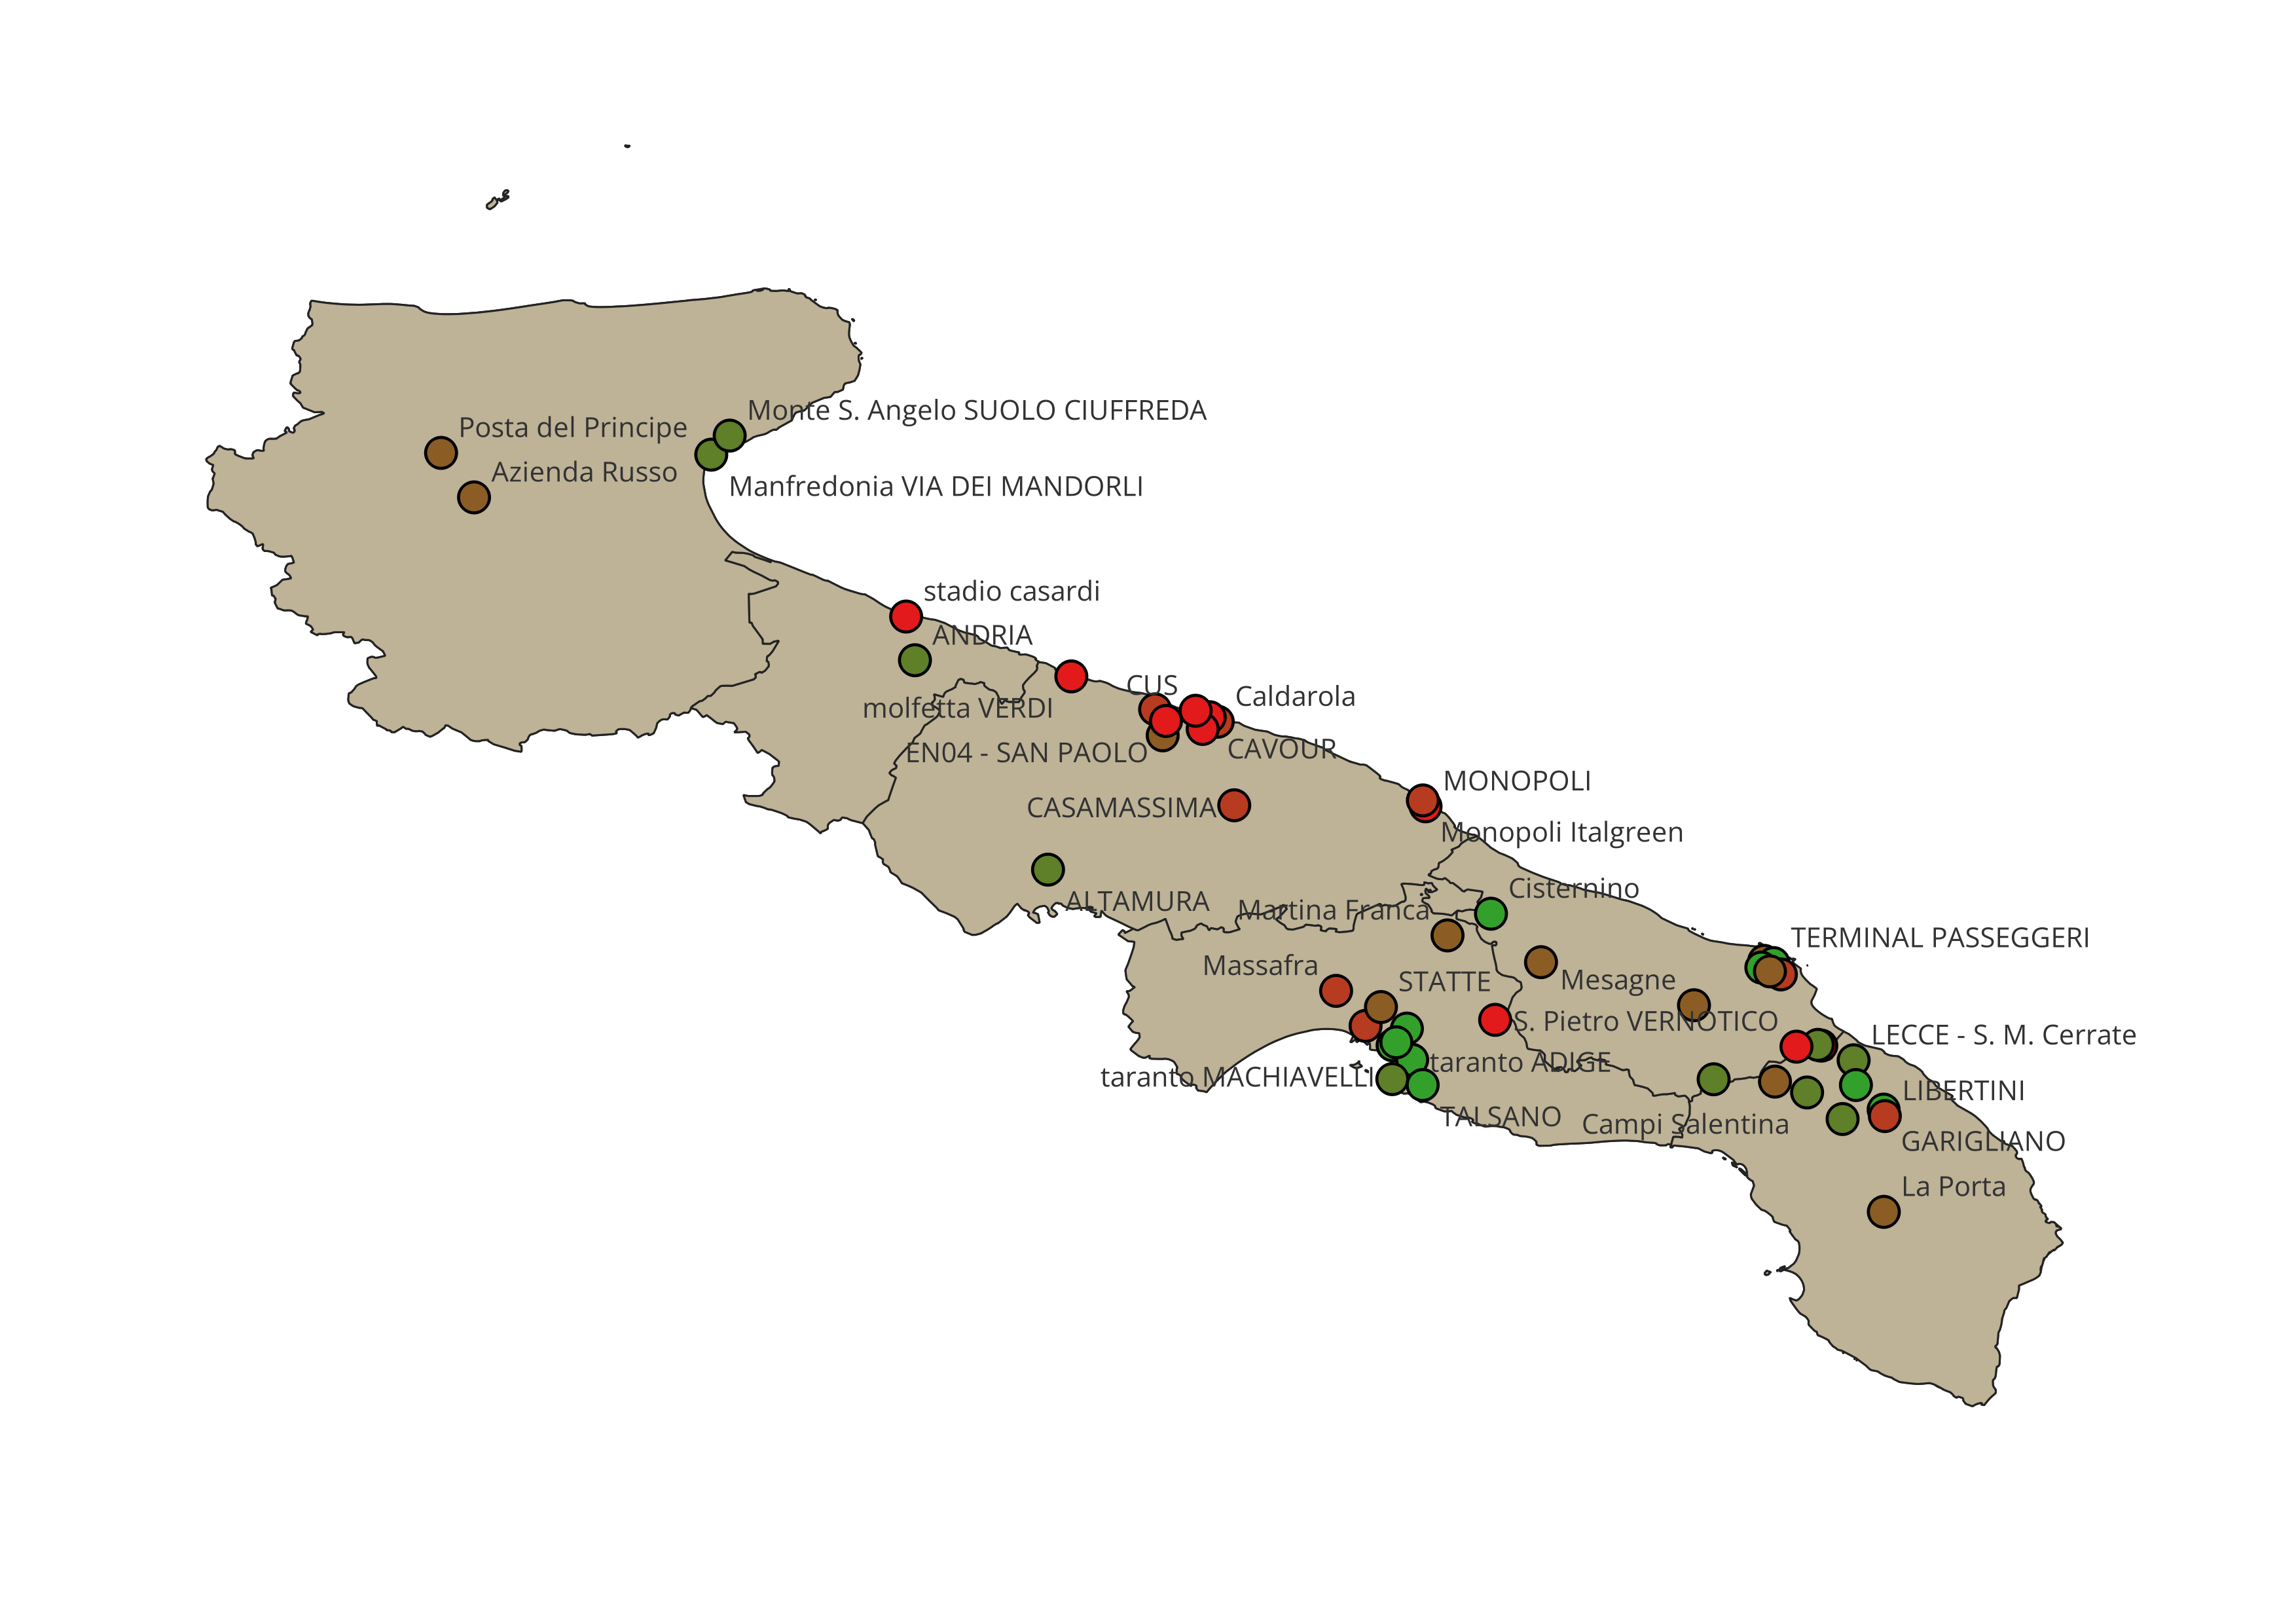 Monte S. Angelo SUOLO CIUFFREDA
Posta del Principe
Azienda Russo
Manfredonia VIA DEI MANDORLI
stadio casardi
ANDRIA
CUS
Caldarola
molfetta VERDI
EN04 - SAN PAOLO
CAVOUR
MONOPOLI
CASAMASSIMA
Monopoli Italgreen
Cisternino
ALTAMURA
Martina Franca
TERMINAL PASSEGGERI
Massafra
STATTE
Mesagne
S. Pietro VERNOTICO
LECCE - S. M. Cerrate
taranto ADIGE
taranto MACHIAVELLI
LIBERTINI
TALSANO
Campi Salentina
GARIGLIANO
La Porta